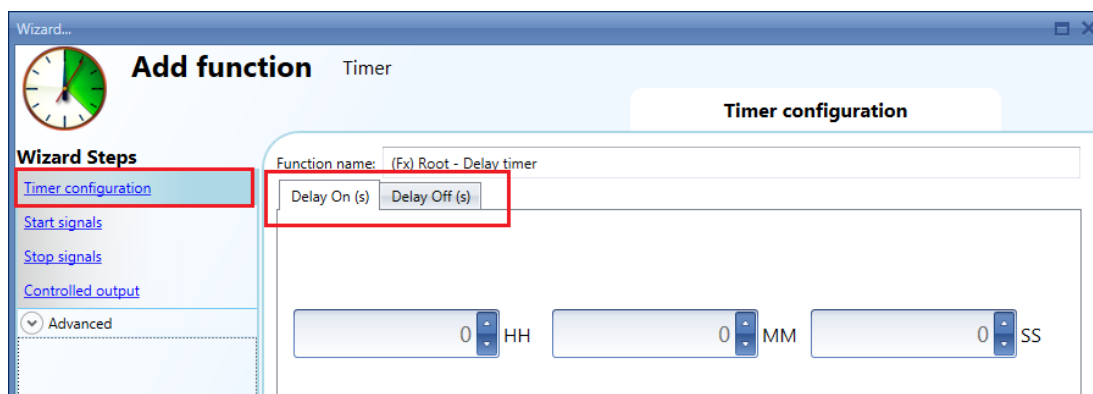 Wizard...
Add function Timer
Timer configuration
Wizard Steps
Timer configuration
Start signals
Stop signals
Controlled output
Advanced
Function name: (Fx) Root - Delay timer
Delay On (s) Delay Off (s)
0 HH 0 MM 0 SS